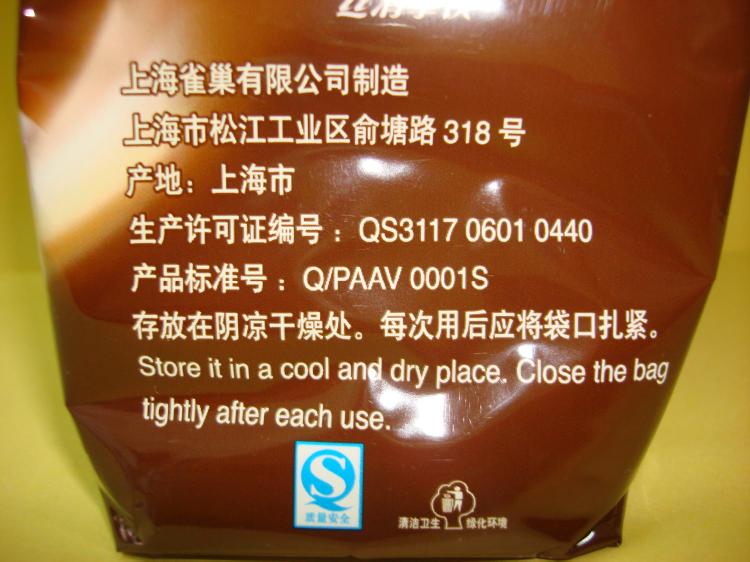 上海雀巢有限公司制造
上海市松江工业区俞塘路 318 号
产地：上海市
生产许可证编号：QS3117 0601 0440
产品标准号：Q/PAAV 0001S
存放在阴凉干燥处。每次用后应将袋口扎紧。
Store it in a cool and dry place. Close the bag
tightly after each use.
质量安全
清洁卫生 绿化环境